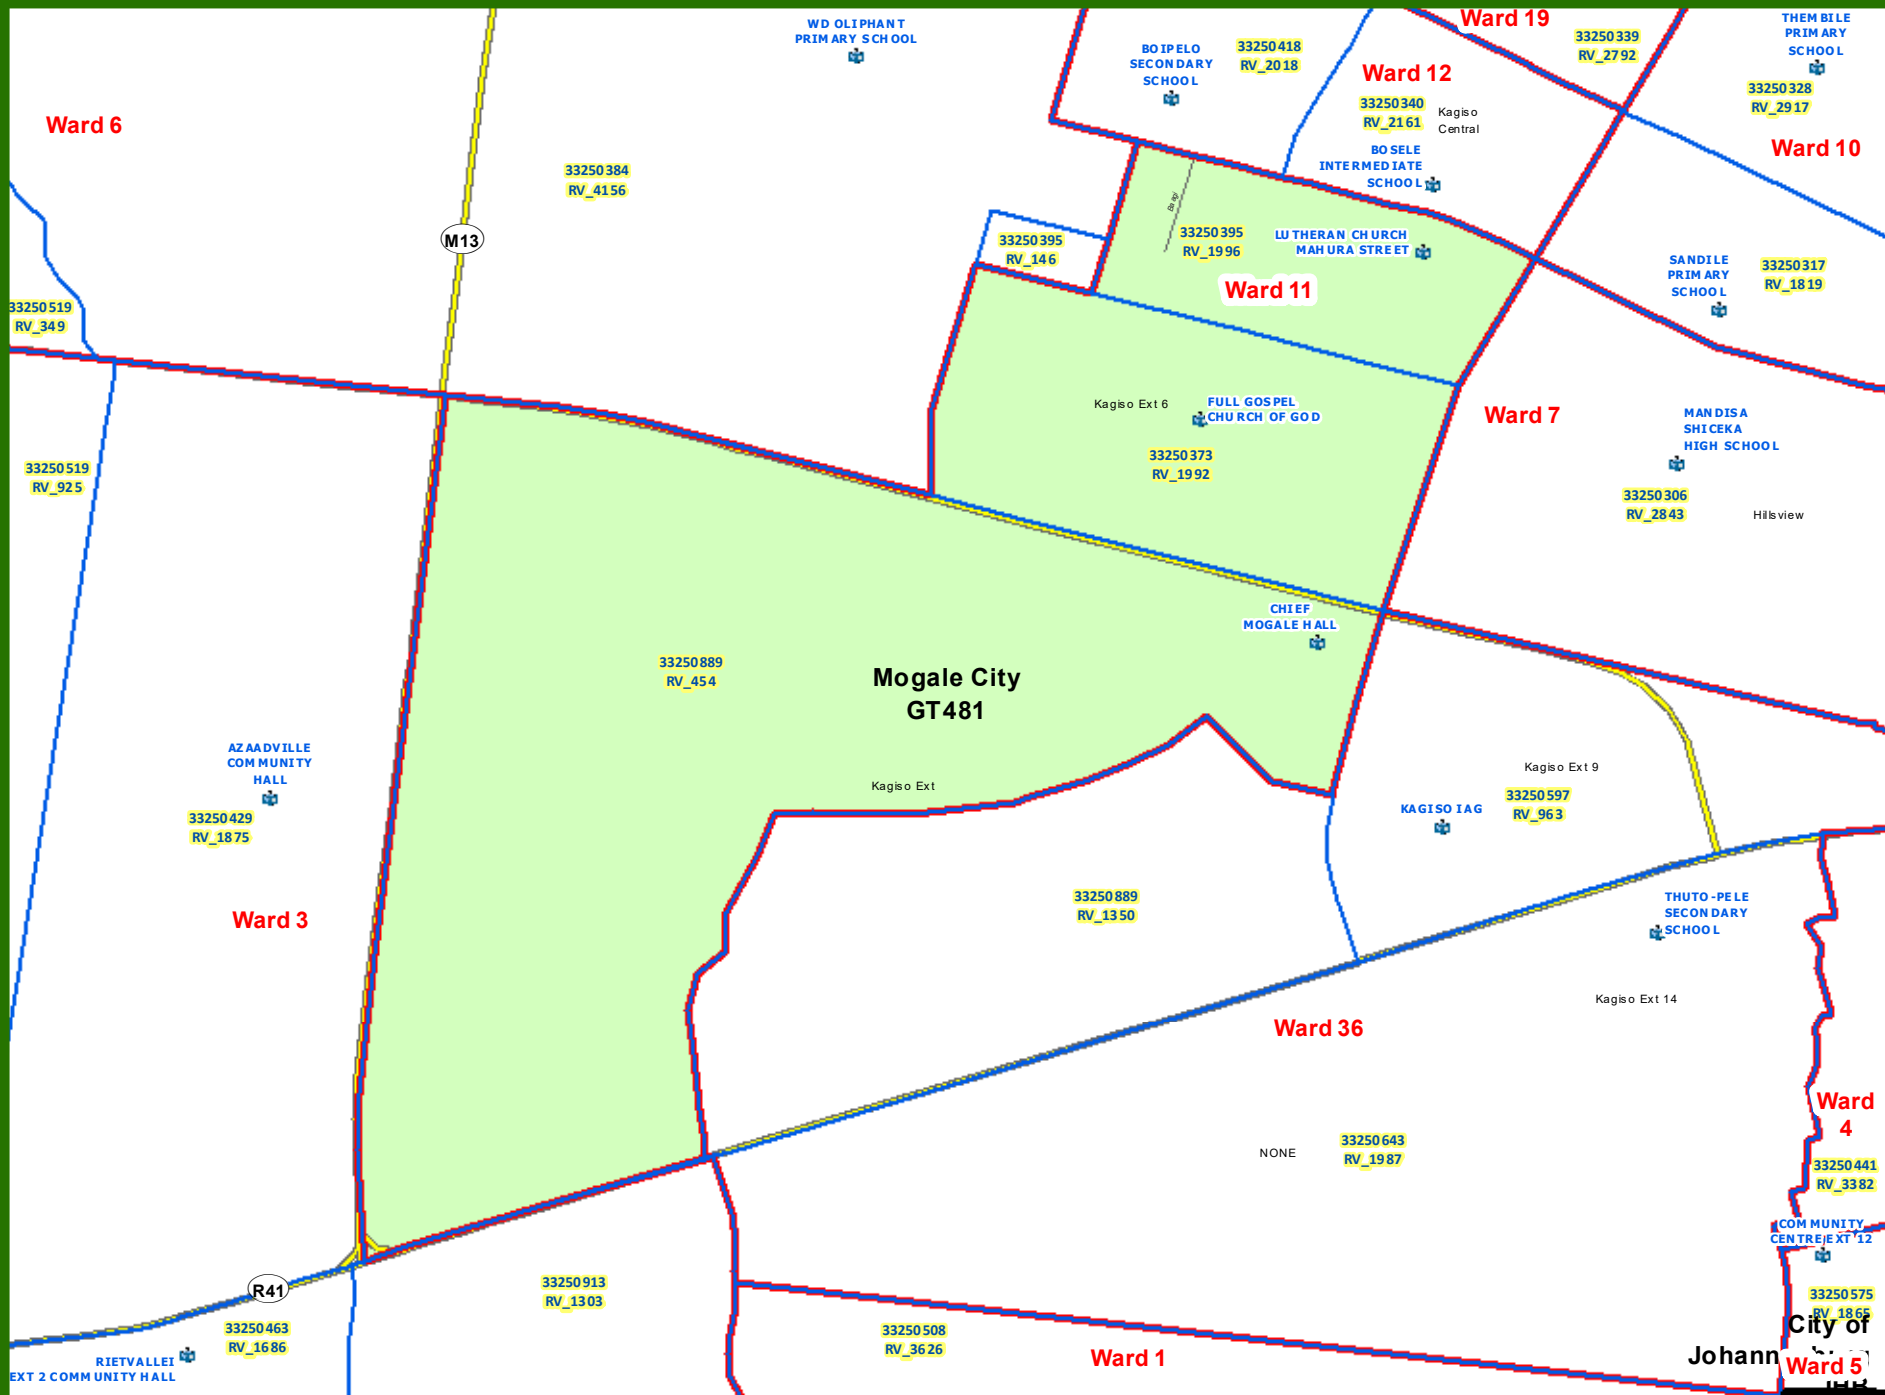 WD OLIPHANT
PRIMARY SCHOOL
Ward 19
THEMBILE
PRIMARY
SCHOOL
33250339
RV_2792
BOIPELO
SECONDARY
SCHOOL
33250418
RV_2018
Ward 12
33250340
RV_2161
Kagiso
Central
33250328
RV_2917
Ward 6
Ward 10
BOSELE
INTERMEDIATE
SCHOOL
33250384
RV_4156
M13
33250395
RV_146
33250395
RV_1996
LUTHERAN CHURCH
MAHURA STREET
Ward 11
SANDILE
PRIMARY
SCHOOL
33250317
RV_1819
33250519
RV_349
Kagiso Ext 6
FULL GOSPEL
CHURCH OF GOD
Ward 7
MANDISA
SHICEKA
HIGH SCHOOL
33250519
RV_925
33250373
RV_1992
33250306
RV_2843
Hillsview
CHIEF
MOGALE HALL
33250889
RV_454
Mogale City
GT481
AZAADVILLE
COMMUNITY
HALL
Kagiso Ext
Kagiso Ext 9
33250597
RV_963
KAGISO IAG
33250429
RV_1875
Ward 3
33250889
RV_1350
THUTO-PELE
SECONDARY
SCHOOL
Kagiso Ext 14
Ward 36
Ward
4
NONE
33250643
RV_1987
33250441
RV_3382
COMMUNITY
CENTRE EXT 12
R41
33250913
RV_1303
33250575
RV_1865
33250463
RV_1686
33250508
RV_3626
City of
Ward 1
Ward 5
RIETVALLEI
EXT 2 COMMUNITY HALL